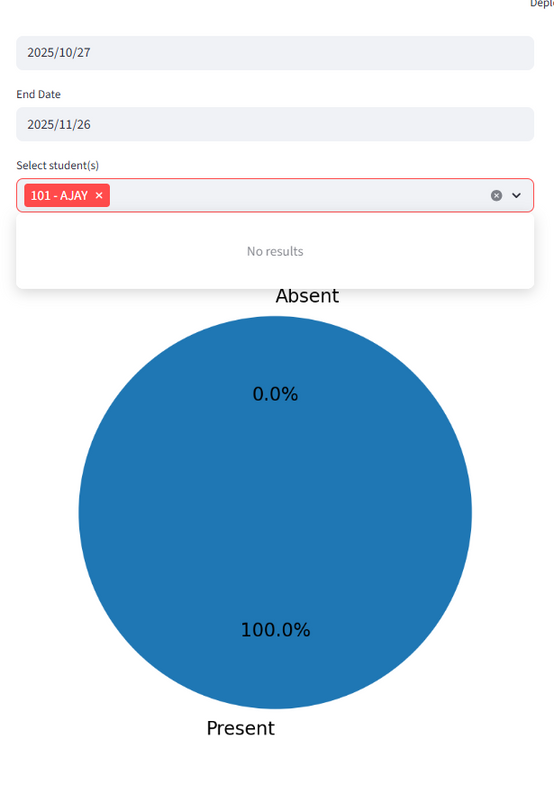 2025/10/27
End Date
2025/11/26
Select student(s)
101 - AJAY ×
No results
Absent
0.0%
100.0%
Present